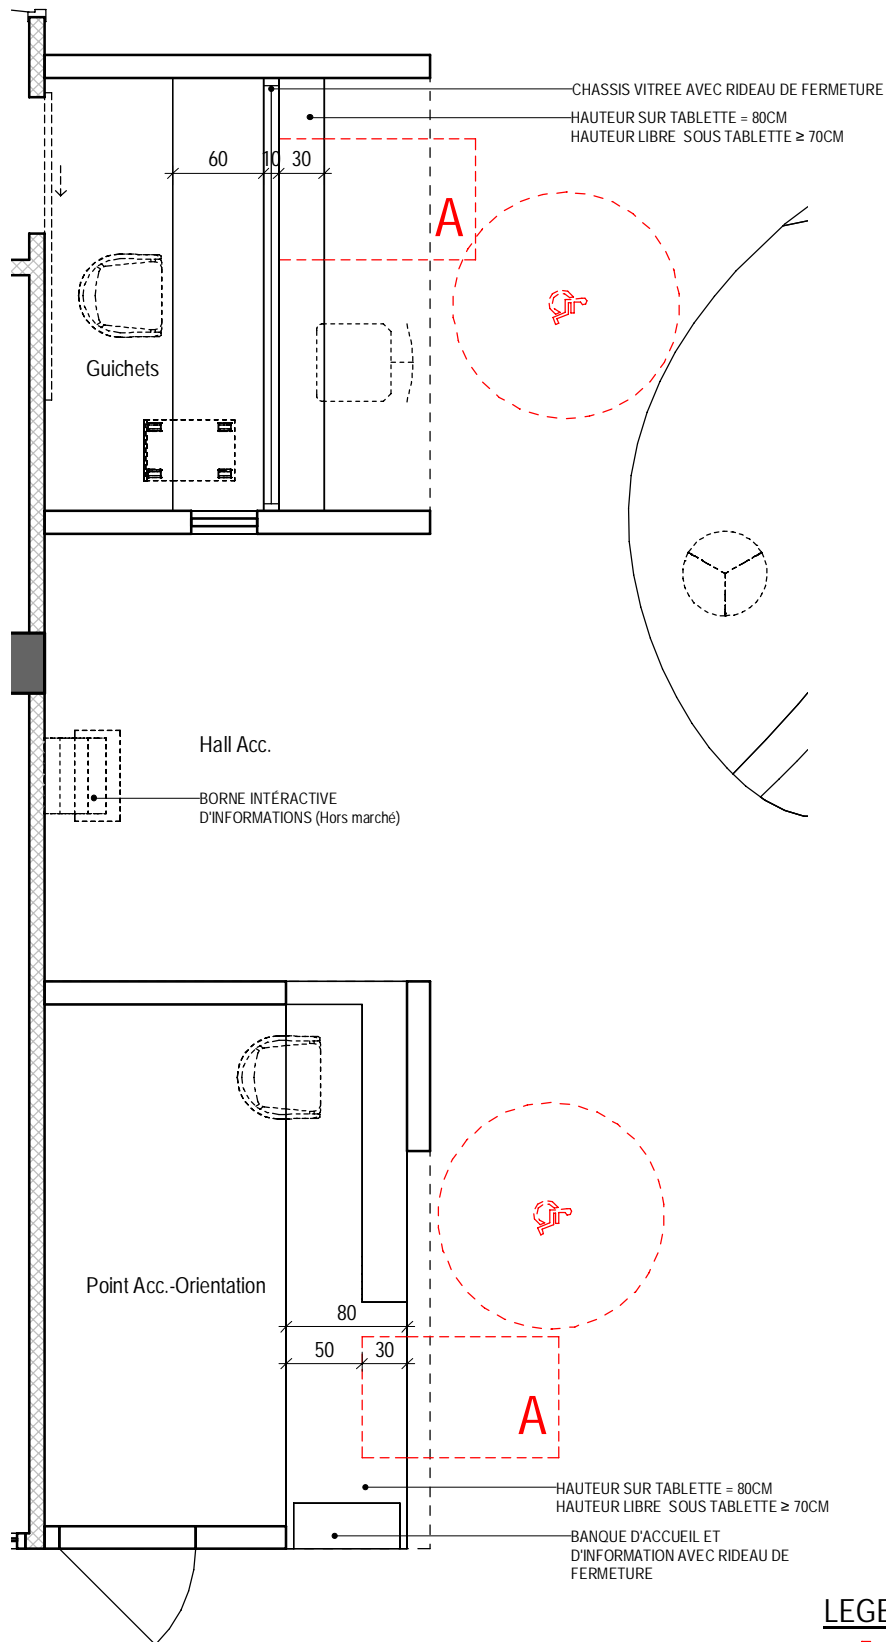 CHASSIS VITREE AVEC RIDEAU DE FERMETURE
HAUTEUR SUR TABLETTE = 80CM
HAUTEUR LIBRE SOUS TABLETTE ≥ 70CM
60
10
30
A
Guichets
Hall Acc.
BORNE INTÉRACTIVE
D'INFORMATIONS (Hors marché)
Point Acc.-Orientation
80
50
30
A
HAUTEUR SUR TABLETTE = 80CM
HAUTEUR LIBRE SOUS TABLETTE ≥ 70CM
BANQUE D'ACCUEIL ET
D'INFORMATION AVEC RIDEAU DE
FERMETURE